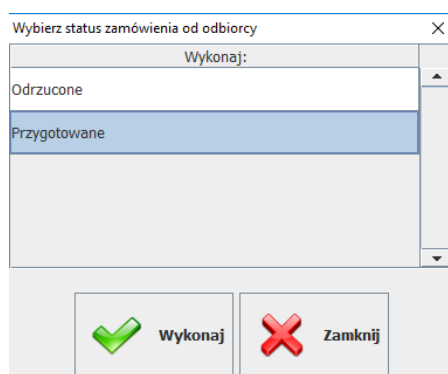 Wybierz status zamówienia od odbiorcy
Wykonaj:
Odrzucone
Przygotowane
Wykonaj
Zamknij